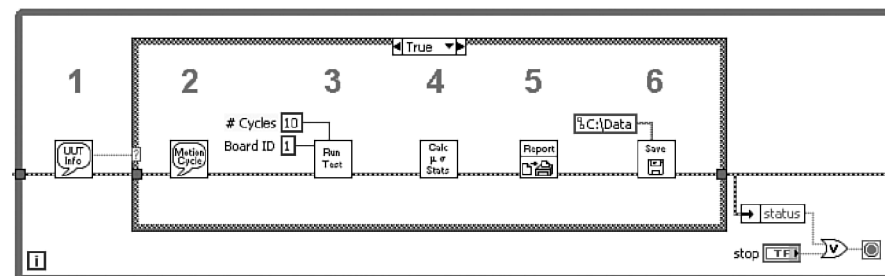 True
1 2 3 4 5 6
# Cycles 10
Board ID 1
C:\Data
UUT
Info
?
Motion
Cycle
Run
Test
Calc
μ σ
Stats
Report
Save
status
stop TF
V
i